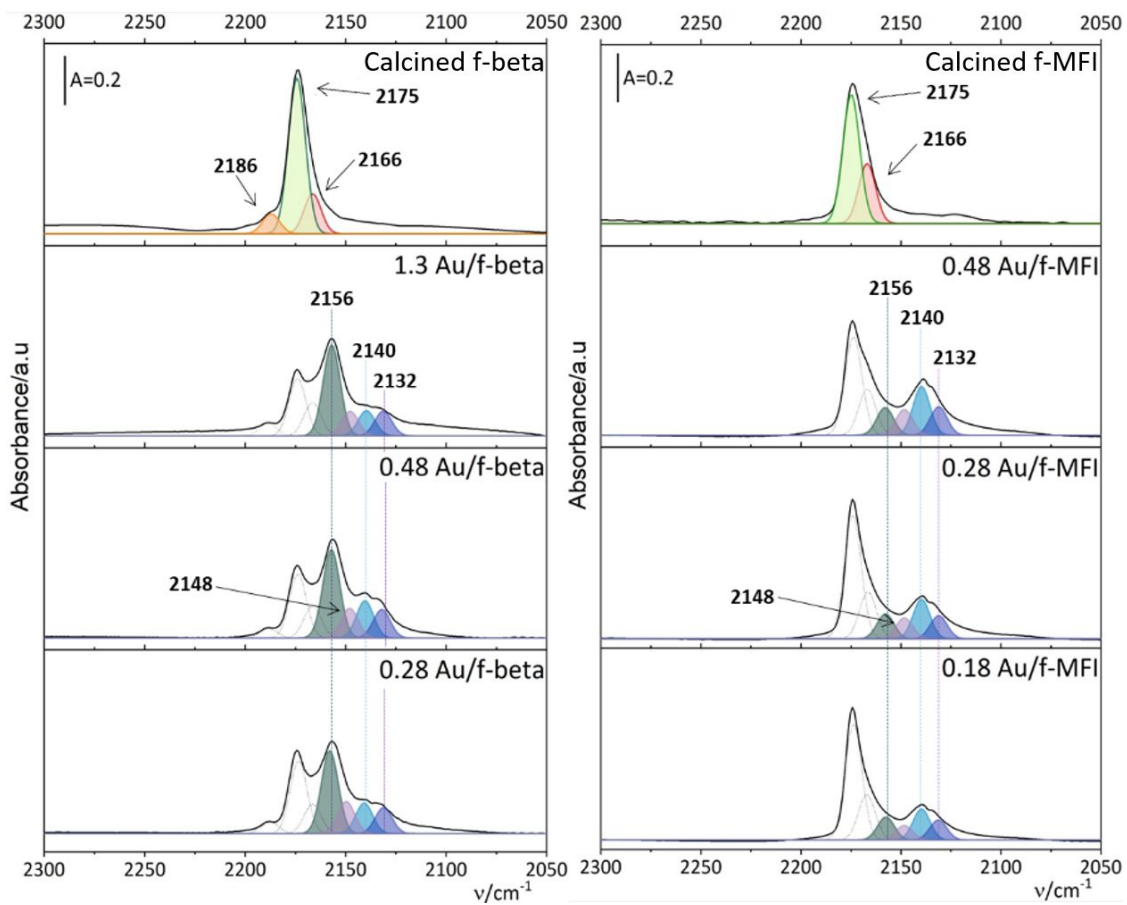 2300 2250 2200 2150 2100 2050
Calcined f-beta
A=0.2
2175
2186
2166
1.3 Au/f-beta
2156
2140
2132
0.48 Au/f-beta
2148
0.28 Au/f-beta
Absorbance/a.u
2300 2250 2200 2150 2100 2050
ν/cm-1
2300 2250 2200 2150 2100 2050
Calcined f-MFI
A=0.2
2175
2166
0.48 Au/f-MFI
2156
2140
2132
0.28 Au/f-MFI
2148
0.18 Au/f-MFI
Absorbance/a.u
2300 2250 2200 2150 2100 2050
ν/cm-1